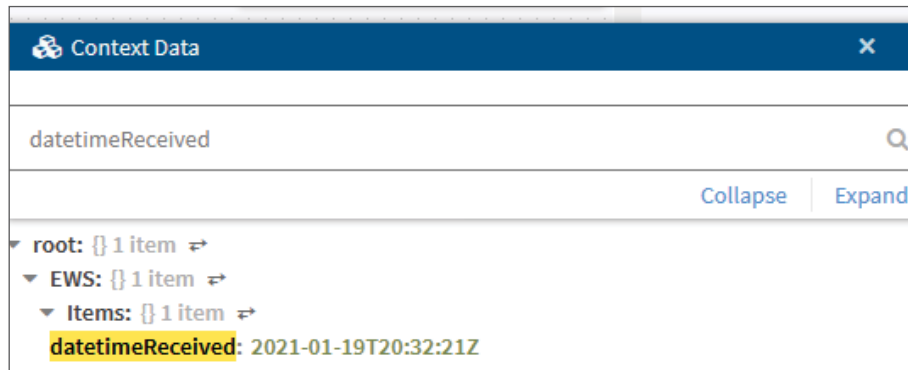 Context Data
datetimeReceived
Collapse Expand
root: {} 1 item
EWS: {} 1 item
Items: {} 1 item
datetimeReceived: 2021-01-19T20:32:21Z